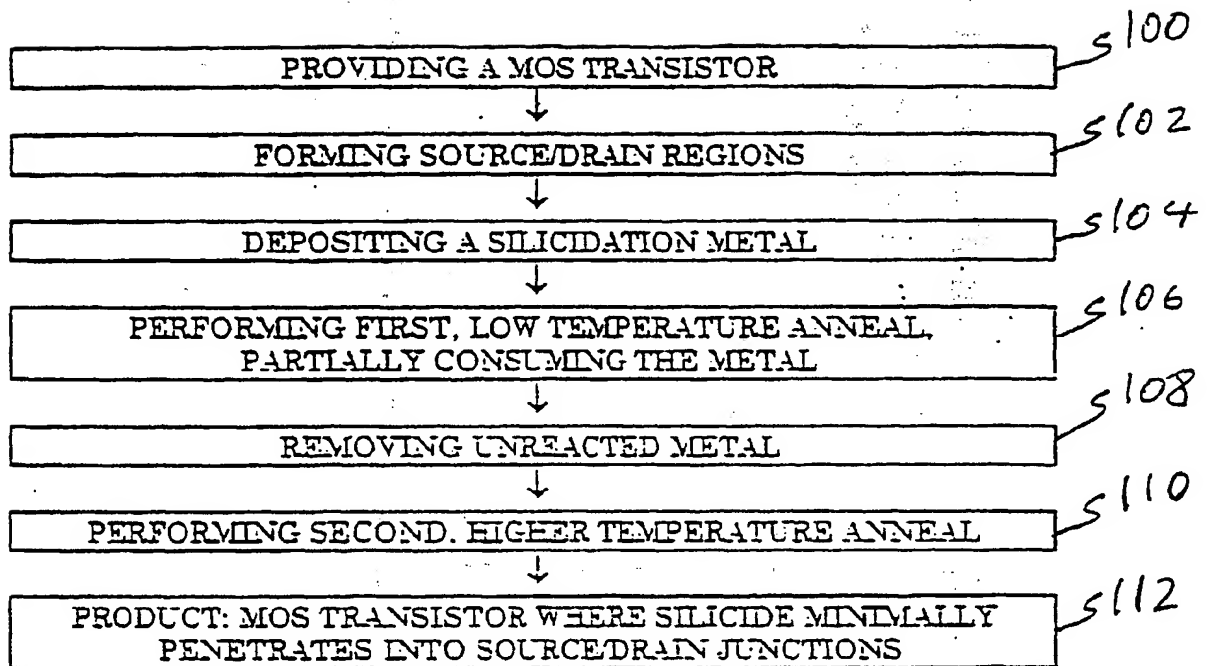 s100
PROVIDING A MOS TRANSISTOR
s102
FORMING SOURCE/DRAIN REGIONS
s104
DEPOSITING A SILICIDATION METAL
s106
PERFORMING FIRST, LOW TEMPERATURE ANNEAL,
PARTIALLY CONSUMING THE METAL
s108
REMOVING UNREACTED METAL
s110
PERFORMING SECOND. HIGHER TEMPERATURE ANNEAL
s112
PRODUCT: MOS TRANSISTOR WHERE SILICIDE MINIMALLY
PENETRATES INTO SOURCE/DRAIN JUNCTIONS